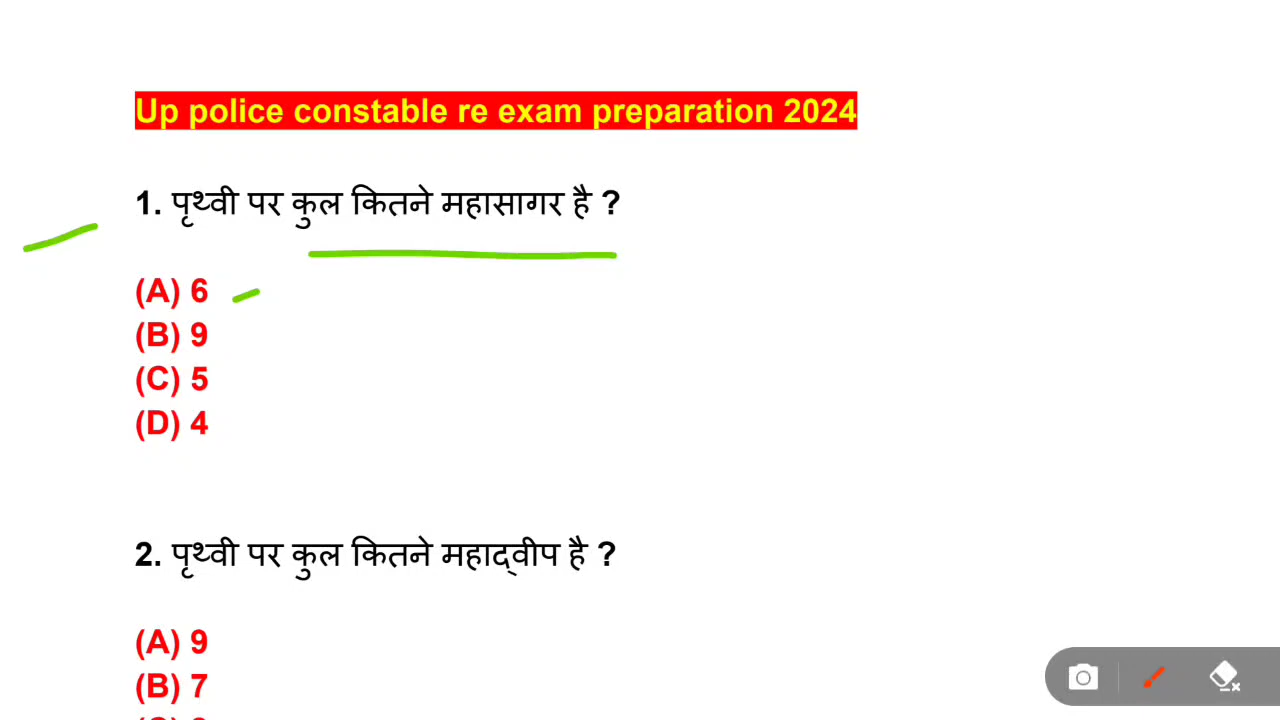 Up police constable re exam preparation 2024
1. पृथ्वी पर कुल कितने महासागर है ?
(A) 6
(B) 9
(C) 5
(D) 4
2. पृथ्वी पर कुल कितने महाद्वीप है ?
(A) 9
(B) 7